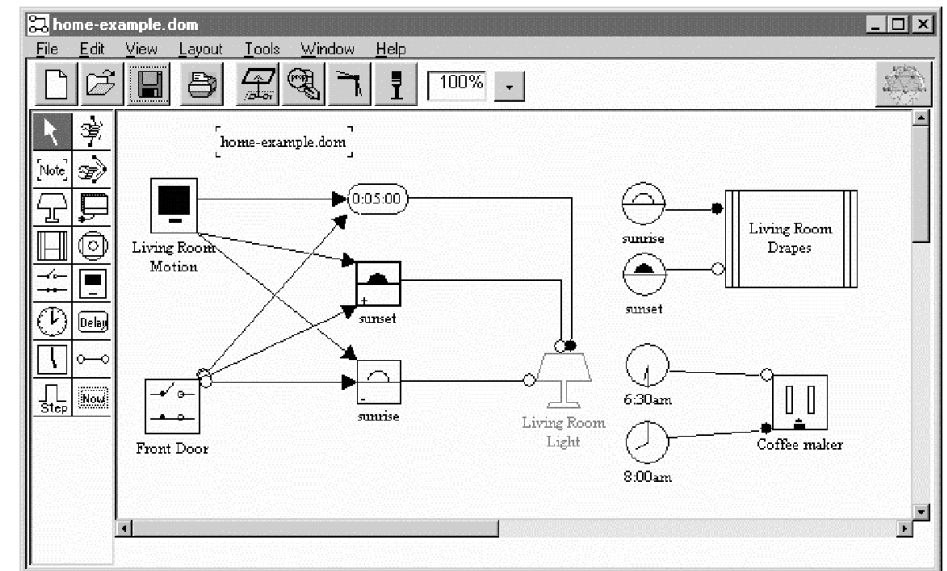 home-example.dom
File Edit View Layout Tools Window Help
100%
home-example.dom
Note
Delay
Step
Now
0:05:00
Living Room
Motion
sunset
sunrise
Front Door
Living Room
Light
sunrise
sunset
Living Room
Drapes
6:30am
8:00am
Coffee maker